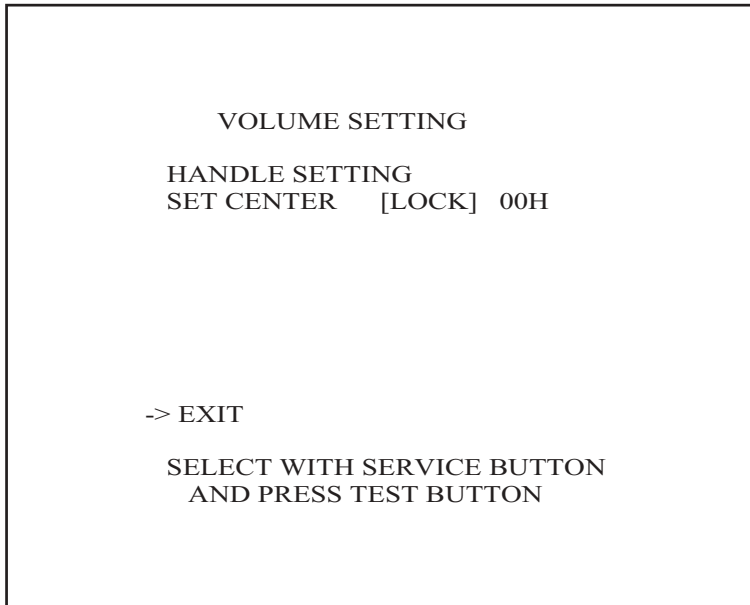 VOLUME SETTING
HANDLE SETTING
SET CENTER [LOCK] 00H
-> EXIT
SELECT WITH SERVICE BUTTON
AND PRESS TEST BUTTON